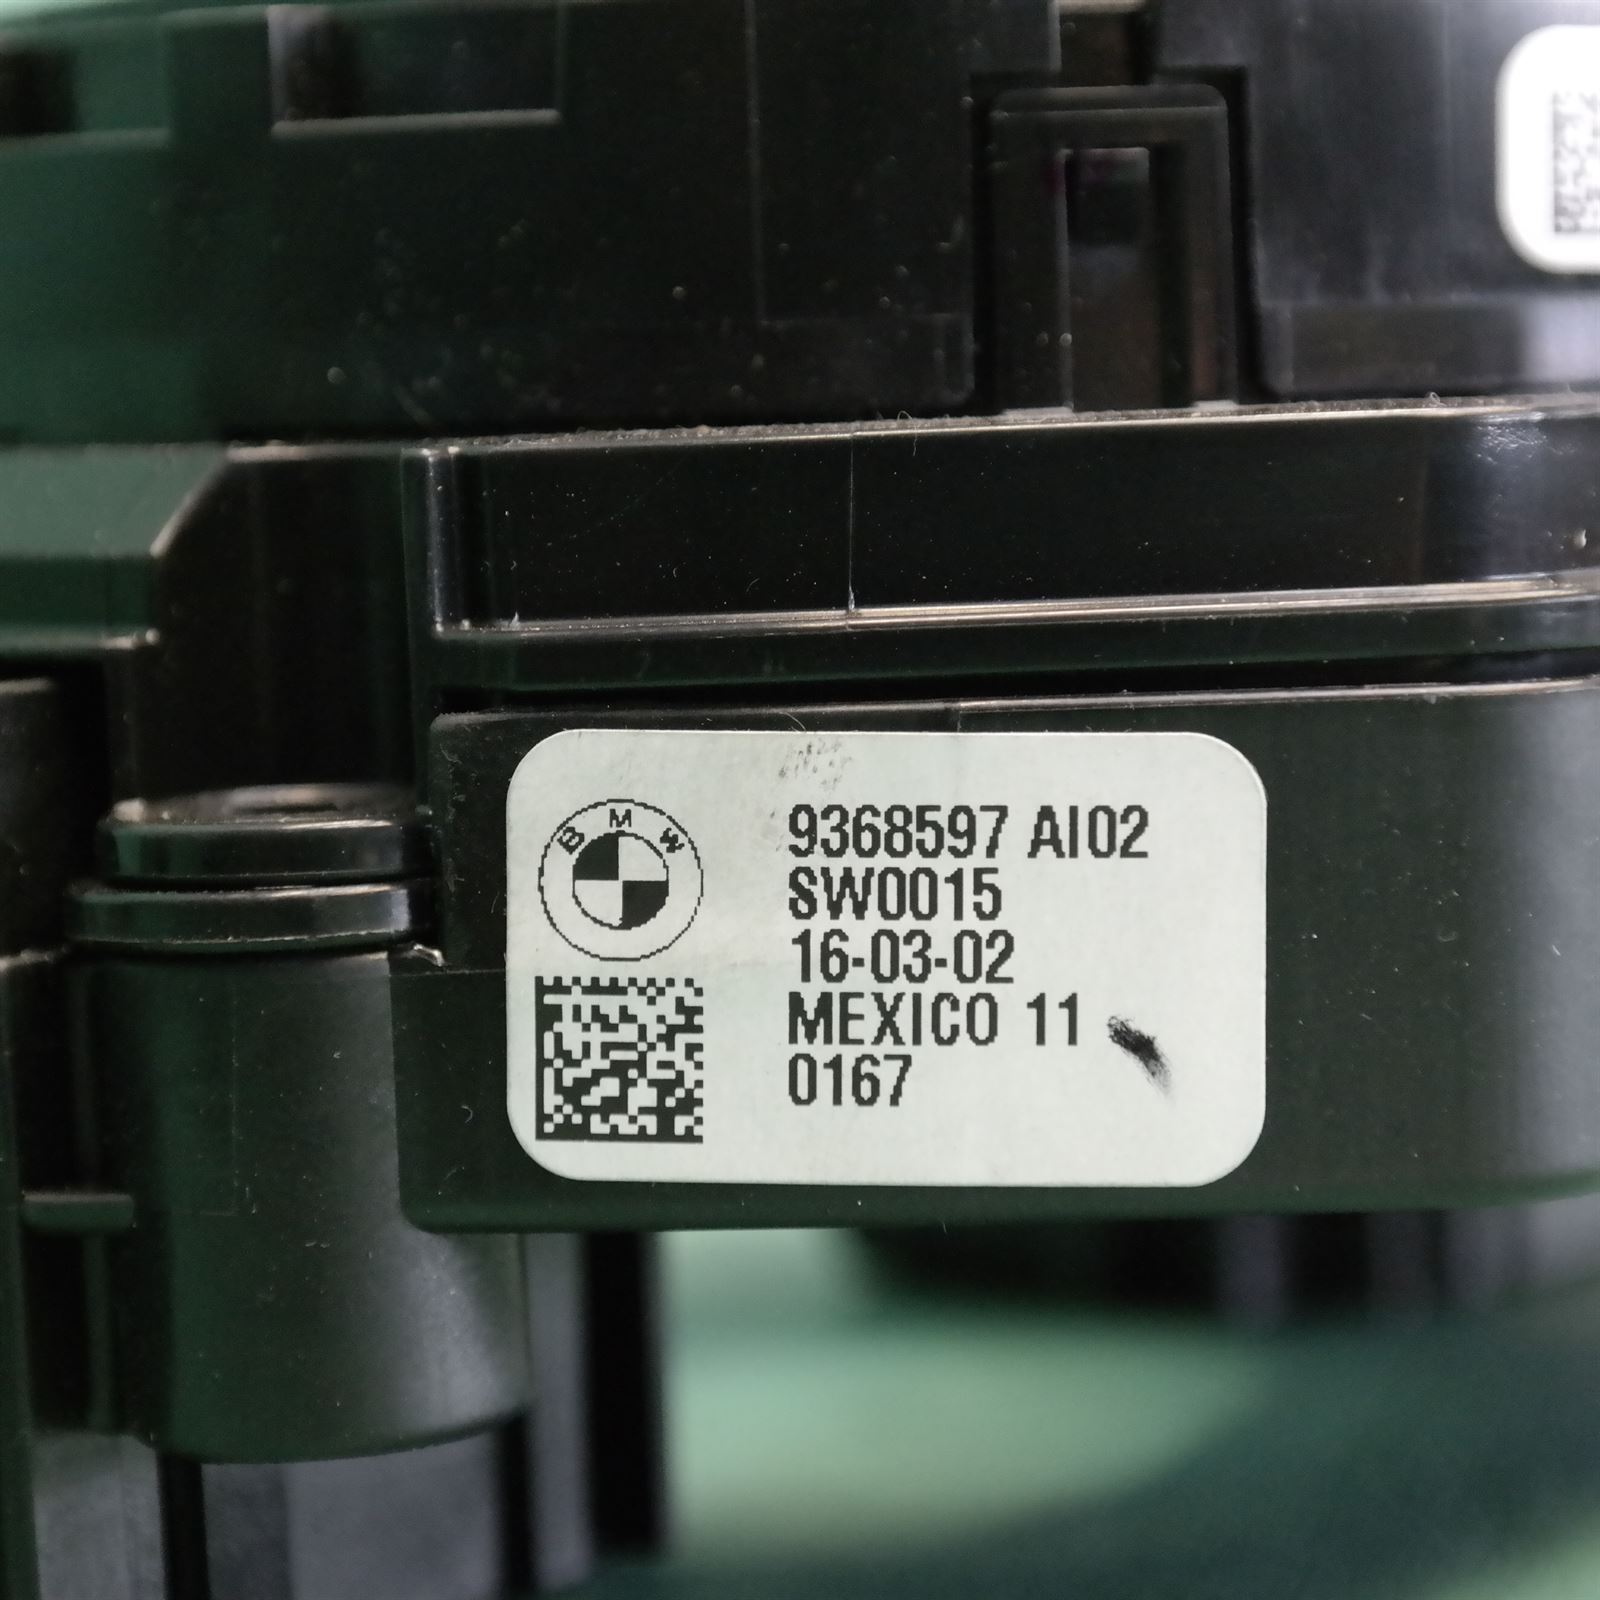 BMW
9368597 AI02
SW0015
16-03-02
MEXICO 11
0167